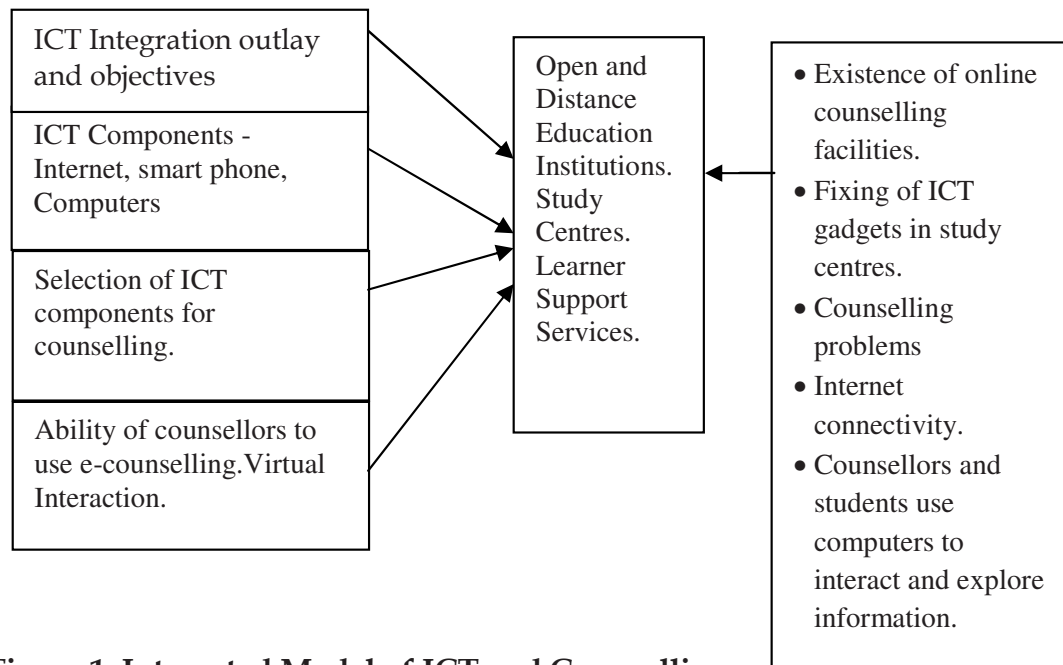 ICT Integration outlay
and objectives
ICT Components -
Internet, smart phone,
Computers
Selection of ICT
components for
counselling.
Ability of counsellors to
use e-counselling.Virtual
Interaction.
Open and
Distance
Education
Institutions.
Study
Centres.
Learner
Support
Services.
• Existence of online
counselling
facilities.
• Fixing of ICT
gadgets in study
centres.
• Counselling
problems
• Internet
connectivity.
• Counsellors and
students use
computers to
interact and explore
information.